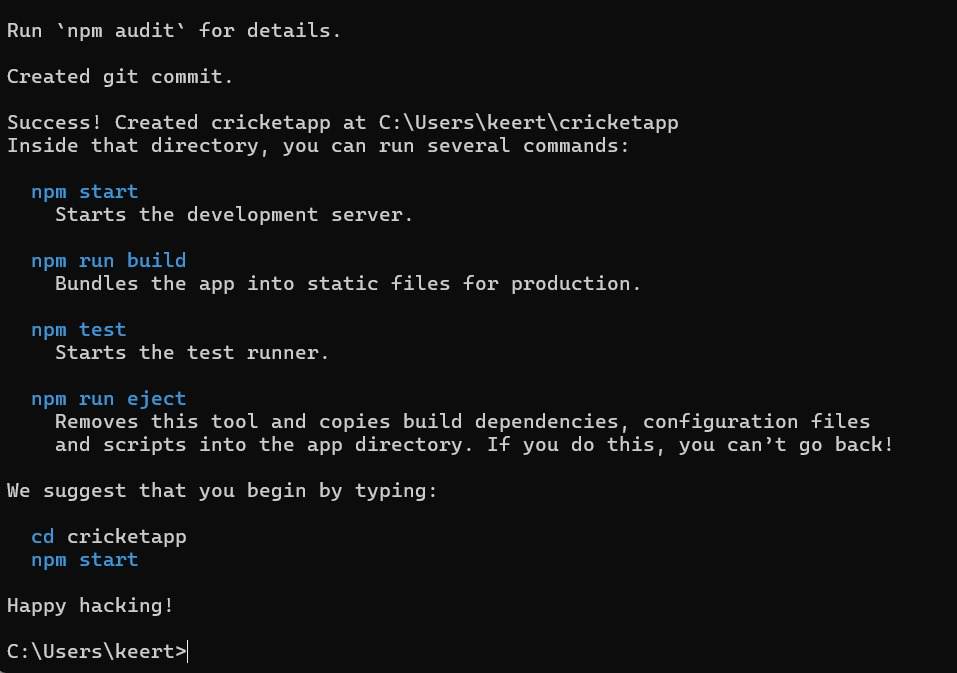 Run `npm audit` for details.
Created git commit.
Success! Created cricketapp at C:\Users\keert\cricketapp
Inside that directory, you can run several commands:
npm start
Starts the development server.
npm run build
Bundles the app into static files for production.
npm test
Starts the test runner.
npm run eject
Removes this tool and copies build dependencies, configuration files
and scripts into the app directory. If you do this, you can’t go back!
We suggest that you begin by typing:
cd cricketapp
npm start
Happy hacking!
C:\Users\keert>